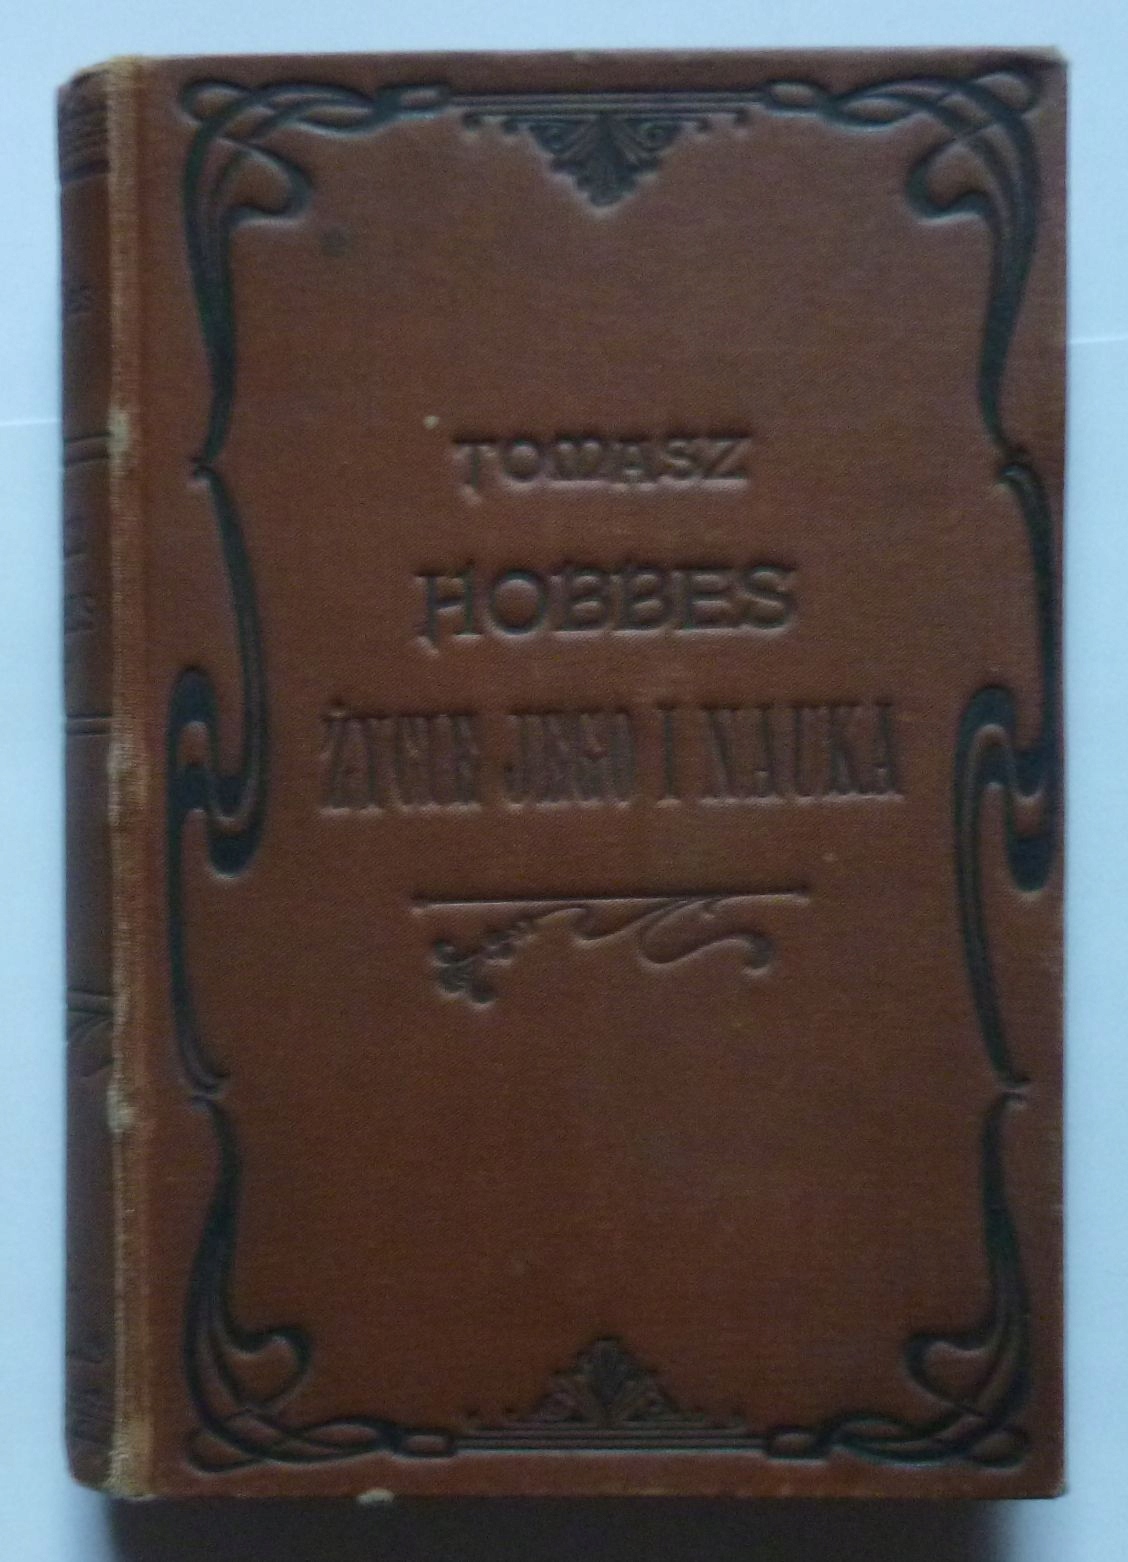 TOMASZ
HOBBES
ŻYCIE JEGO I NAUKA